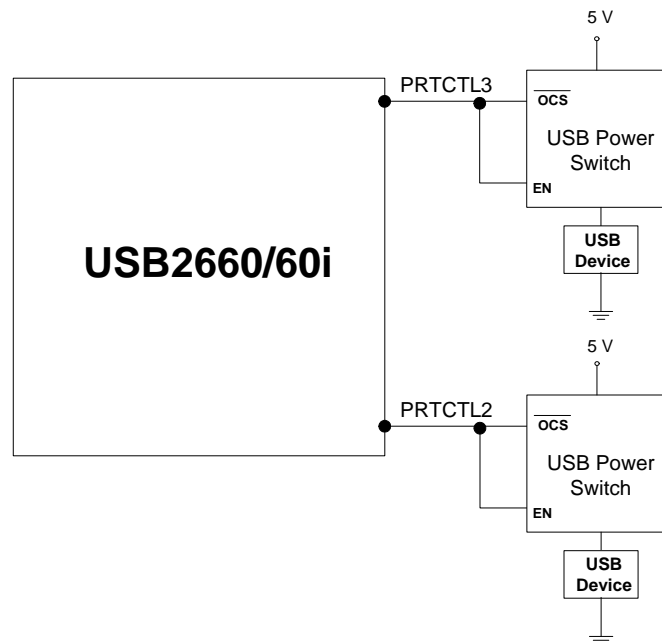 5 V
PRTCTL3
OCS
USB Power
Switch
EN
USB
Device
USB2660/60i
5 V
PRTCTL2
OCS
USB Power
Switch
EN
USB
Device